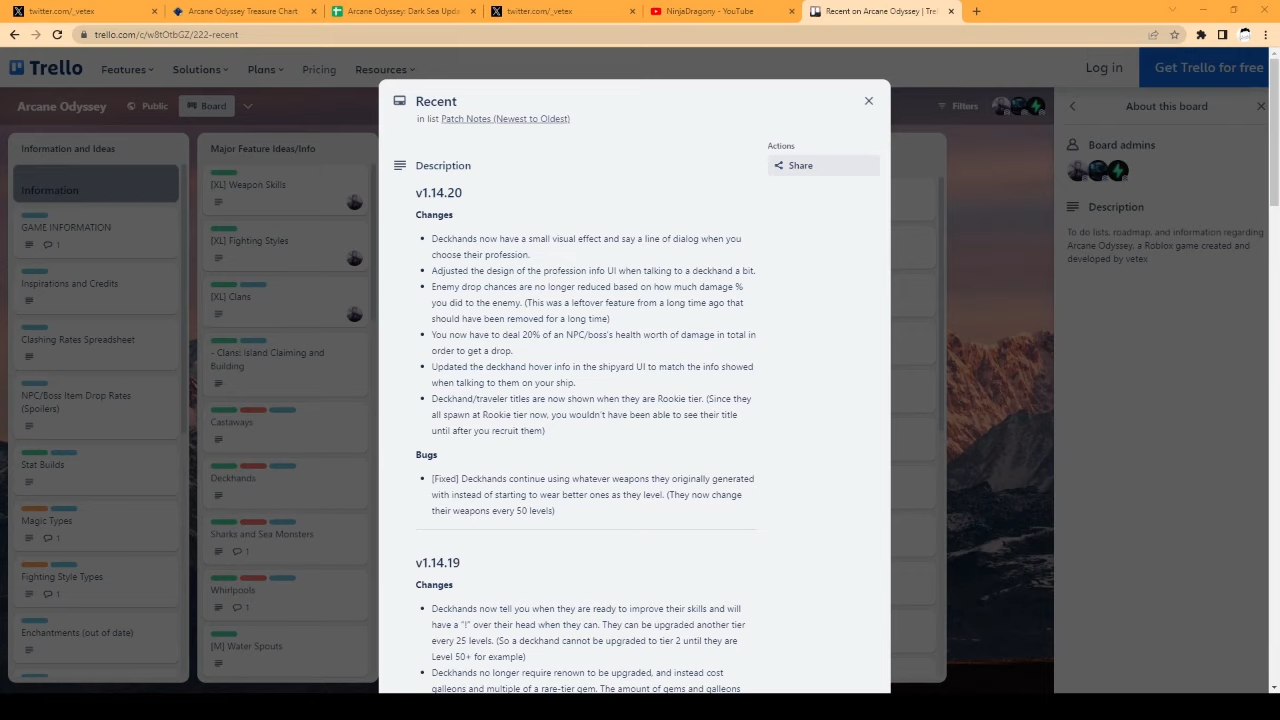 twitter.com/_vetex
Arcane Odyssey Treasure Chart
Arcane Odyssey: Dark Sea Upda
twitter.com/_vetex
NinjaDragony - YouTube
Recent on Arcane Odyssey | Trel
trello.com/c/w8tOtbGZ/222-recent
Trello
Features
Solutions
Plans
Pricing
Resources
Log in
Get Trello for free
Arcane Odyssey
Public
Board
Filters
Information and Ideas
Information
GAME INFORMATION
1
Inspirations and Credits
Clashing Rates Spreadsheet
NPC/Boss Item Drop Rates
(Spoilers)
Stat Builds
Magic Types
1
Fighting Style Types
1
Enchantments (out of date)
Major Feature Ideas/Info
[XL] Weapon Skills
[XL] Fighting Styles
[XL] Clans
- Clans: Island Claiming and
Building
Castaways
Deckhands
Sharks and Sea Monsters
1
Whirlpools
1
[M] Water Spouts
Recent
in list Patch Notes (Newest to Oldest)
Description
v1.14.20
Changes
Deckhands now have a small visual effect and say a line of dialog when you
choose their profession.
Adjusted the design of the profession info UI when talking to a deckhand a bit.
Enemy drop chances are no longer reduced based on how much damage %
you did to the enemy. (This was a leftover feature from a long time ago that
should have been removed for a long time)
You now have to deal 20% of an NPC/boss's health worth of damage in total in
order to get a drop.
Updated the deckhand hover info in the shipyard UI to match the info showed
when talking to them on your ship.
Deckhand/traveler titles are now shown when they are Rookie tier. (Since they
all spawn at Rookie tier now, you wouldn't have been able to see their title
until after you recruit them)
Bugs
[Fixed] Deckhands continue using whatever weapons they originally generated
with instead of starting to wear better ones as they level. (They now change
their weapons every 50 levels)
v1.14.19
Changes
Deckhands now tell you when they are ready to improve their skills and will
have a "!" over their head when they can. They can be upgraded another tier
every 25 levels. (So a deckhand cannot be upgraded to tier 2 until they are
Level 50+ for example)
Deckhands no longer require renown to be upgraded, and instead cost
galleons and multiple of a rare-tier gem. The amount of gems and galleons
Actions
Share
About this board
Board admins
Description
To do lists, roadmap, and information regarding
Arcane Odyssey, a Roblox game created and
developed by vetex